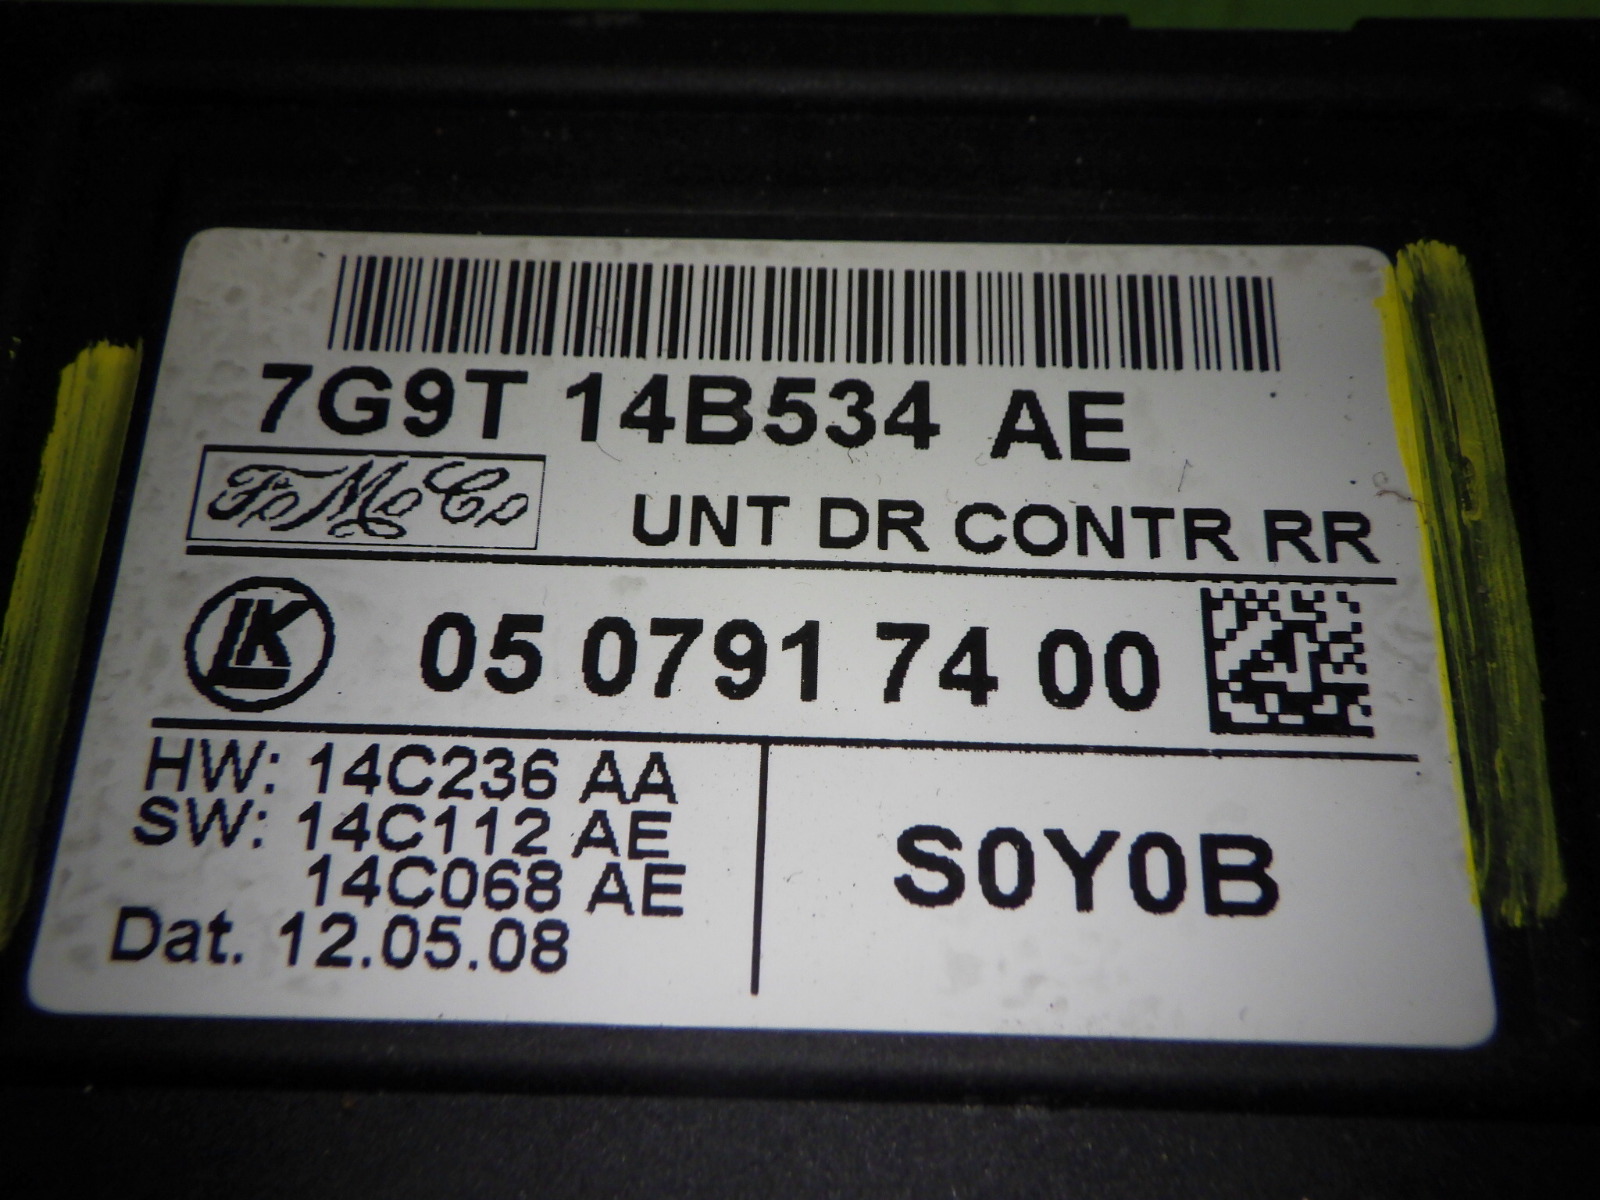 7G9T 14B534 AE
FoMoCo
UNT DR CONTR RR
LK
05 0791 74 00
HW: 14C236 AA
SW: 14C112 AE
14C068 AE
Dat. 12.05.08
S0Y0B